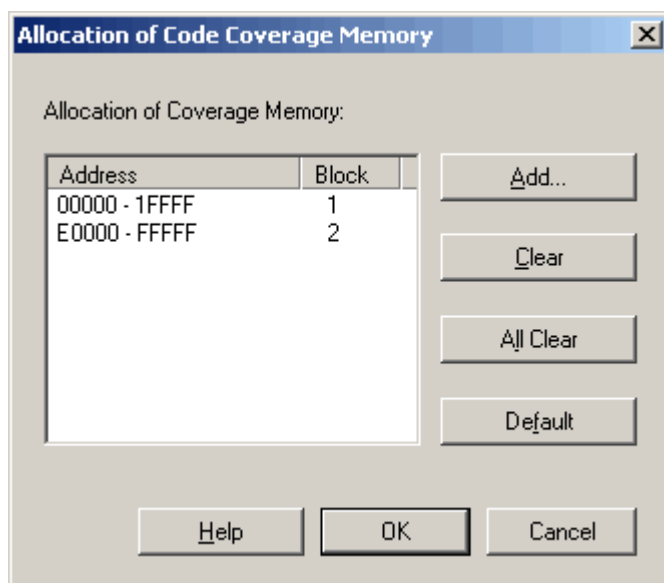 Allocation of Code Coverage Memory
Allocation of Coverage Memory:
Address Block
00000 - 1FFFF 1
E0000 - FFFFF 2
Add...
Clear
All Clear
Default
Help OK Cancel